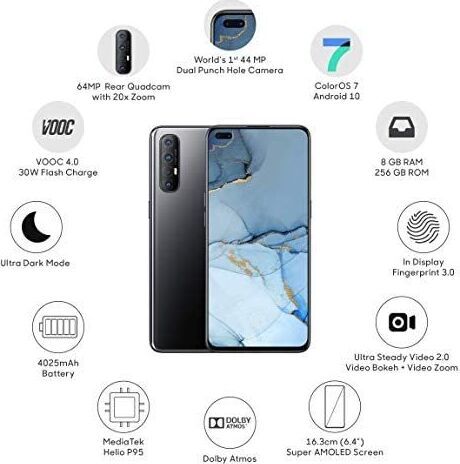 World's 1st 44 MP
Dual Punch Hole Camera
64MP Rear Quadcam
with 20x Zoom
7
ColorOS 7
Android 10
VOOC
VOOC 4.0
30W Flash Charge
8 GB RAM
256 GB ROM
Ultra Dark Mode
In Display
Fingerprint 3.0
4025mAh
Battery
Ultra Steady Video 2.0
Video Bokeh + Video Zoom
MediaTek
Helio P95
DOLBY
ATMOS
Dolby Atmos
16.3cm (6.4")
Super AMOLED Screen